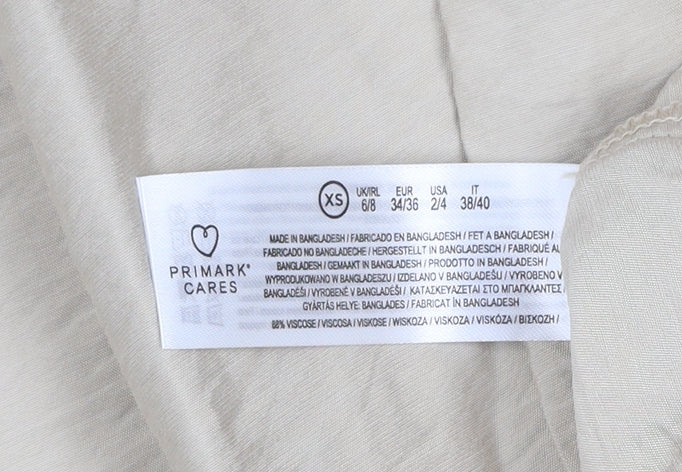 XS
UK/IRL EUR USA IT
6/8 34/36 2/4 38/40
PRIMARK®
CARES
MADE IN BANGLADESH / FABRICADO EN BANGLADESH / FET A BANGLADESH /
FABRICADO NO BANGLADECHE / HERGESTELLT IN BANGLADESCH / FABRIQUÉ AU
BANGLADESH / GEMAAKT IN BANGLADESH / PRODOTTO IN BANGLADESH /
WYPRODUKOWANO W BANGLADESZU / IZDELANO V BANGLADEŠU / VYROBENO V
BANGLADÉŠI / VYROBENÉ V BANGLADÉŠI / ΚΑΤΑΣΚΕΥΑΖΕΤΑΙ ΣΤΟ ΜΠΑΓΚΛΑΝΤΕΣ /
GYÁRTÁS HELYE: BANGLADES / FABRICAT ÎN BANGLADESH
88% VISCOSE / VISCOSA / VISKOSE / WISKOZA / VISKOZA / VISKÓZA / ΒΙΣΚΟΖΗ /